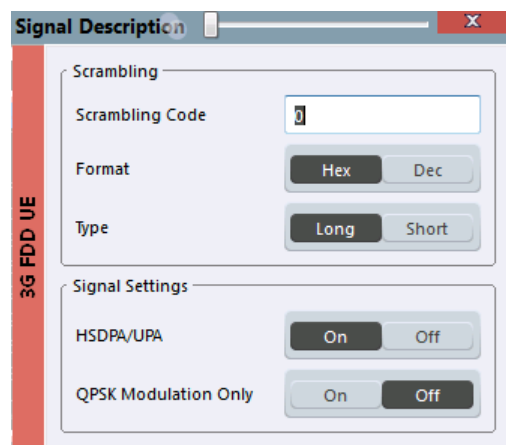 Signal Description
X
3G FDD UE
Scrambling
Scrambling Code 0
Format Hex Dec
Type Long Short
Signal Settings
HSDPA/UPA On Off
QPSK Modulation Only On Off